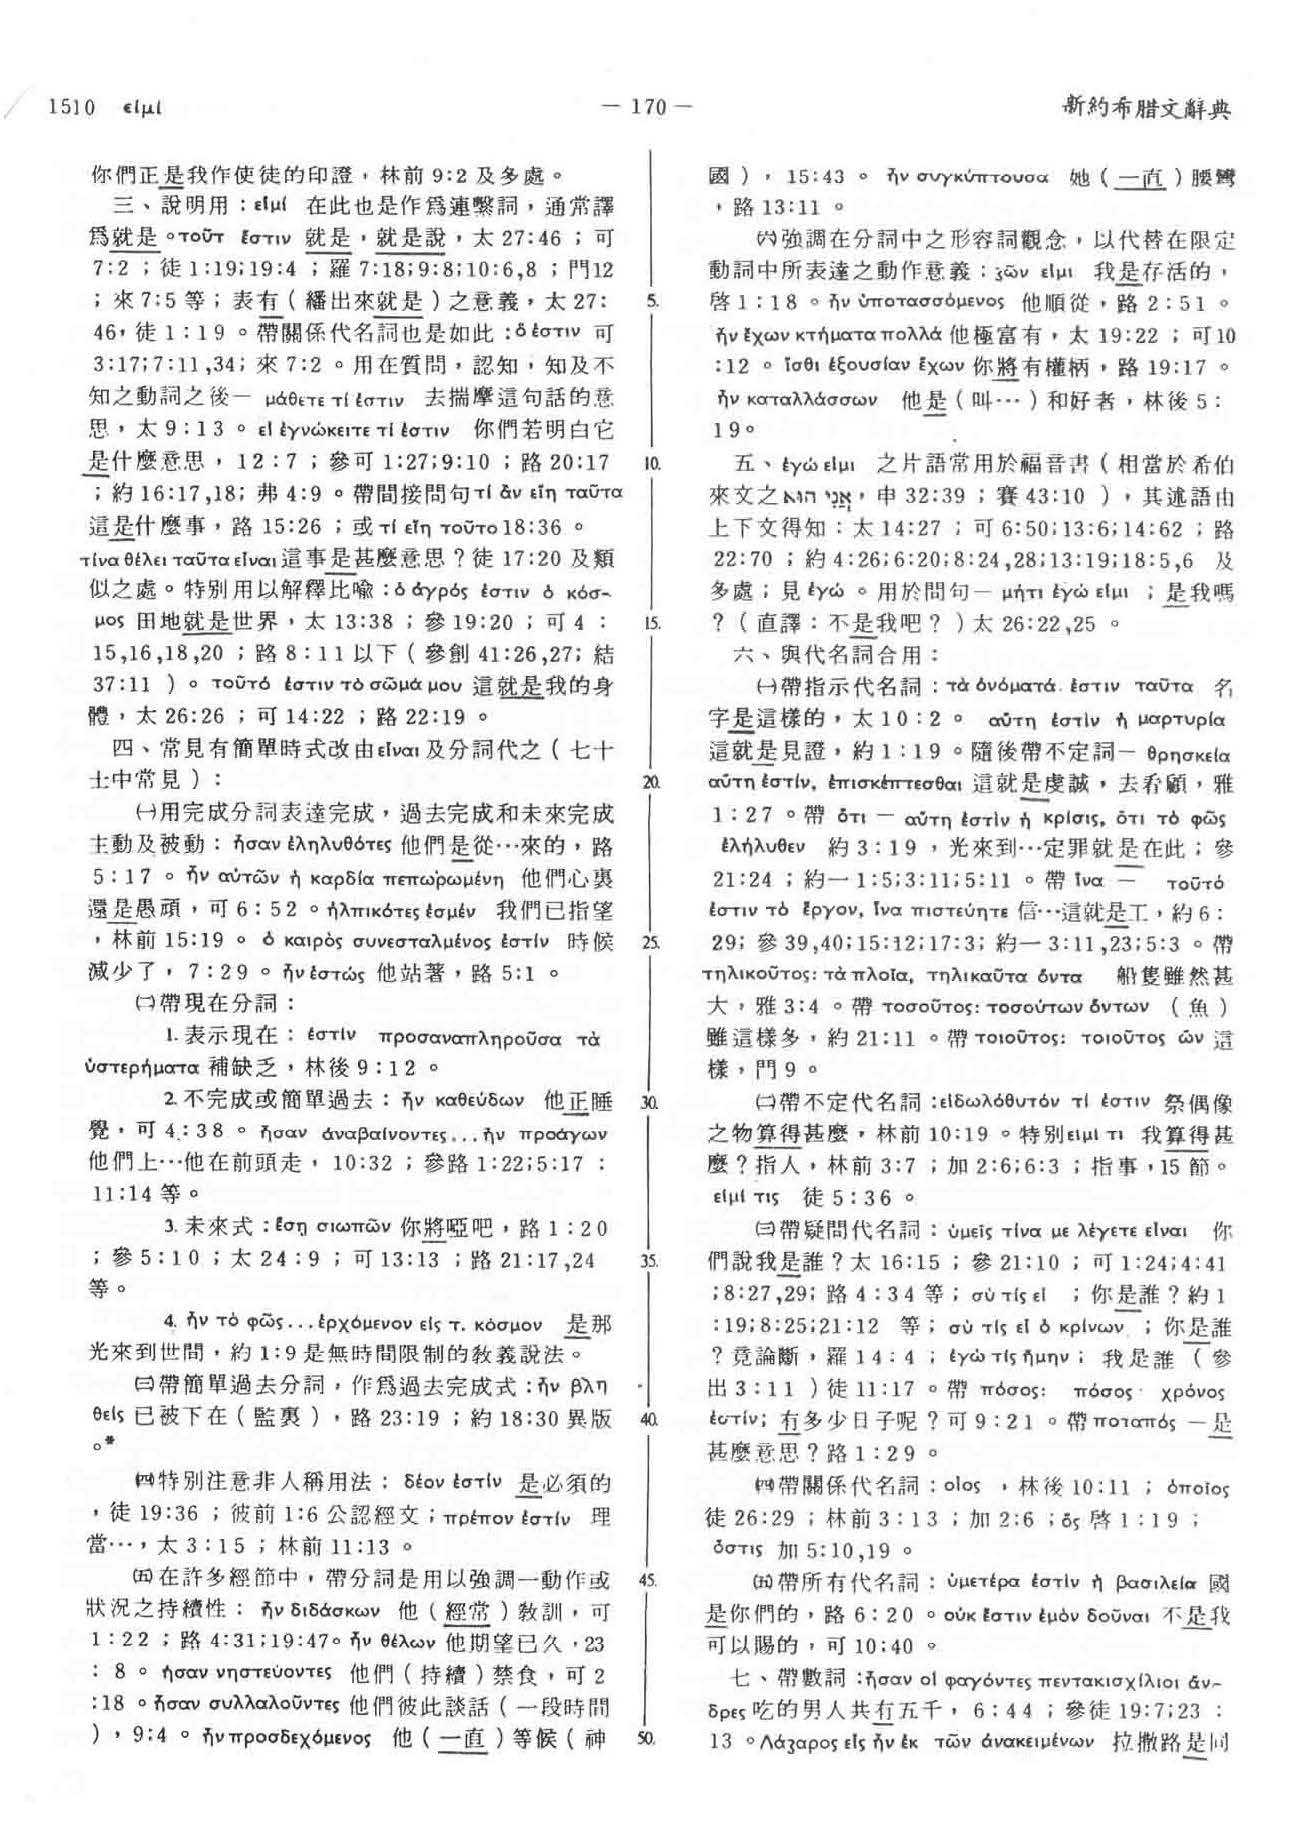 1510 εἰμί
— 170 —
新約希腊文辭典
你們正是我作使徒的印證，林前 9:2 及多處。
三、說明用：εἰμί 在此也是作爲連繫詞，通常譯
爲就是。τοῦτ ἔστιν 就是，就是說，太 27:46 ；可
7:2 ；徒 1:19;19:4 ；羅 7:18;9:8;10:6,8 ；門12
；來 7:5 等；表有（繙出來就是）之意義，太 27:
46，徒 1：19 。帶關係代名詞也是如此：ὅ ἐστιν 可
3:17;7:11,34；來 7:2 。用在質問，認知，知及不
知之動詞之後— μάθετε τί ἐστιν 去揣摩這句話的意
思，太 9：13 。εἰ ἐγνώκειτε τί ἐστιν 你們若明白它
是什麼意思， 12：7 ；參可 1:27;9:10 ；路 20:17
；約 16:17,18；弗 4:9 。帶間接問句τί ἂν εἴη ταῦτα
這是什麼事，路 15:26 ；或 τί εἴη τοῦτο 18:36 。
τίνα θέλει ταῦτα εἶναι 這事是甚麼意思？徒 17:20 及類
似之處。特別用以解釋比喩：ὁ ἀγρός ἐστιν ὁ κόσ-
μος 田地就是世界，太 13:38 ；參 19:20 ；可 4 ：
15,16,18,20 ；路 8：11 以下（參創 41:26,27；結
37:11 ）。 τοῦτό ἐστιν τὸ σῶμά μου 這就是我的身
體，太 26:26 ；可 14:22 ；路 22:19 。
四、常見有簡單時式改由εἶναι 及分詞代之（七十
士中常見）：
㈠用完成分詞表達完成，過去完成和未來完成
主動及被動： ἦσαν ἐληλυθότες 他們是從…來的，路
5：17 。 ἦν αὐτῶν ἡ καρδία πεπωρωμένη 他們心裏
還是愚頑，可 6：52 。ἠλπικότες ἐσμέν 我們已指望
，林前 15:19 。 ὁ καιρὸς συνεσταλμένος ἐστίν 時候
減少了， 7：29 。 ἦν ἑστώς 他站著，路 5:1 。
㈡帶現在分詞：
1. 表示現在： ἐστίν προσαναπληροῦσα τὰ
ὑστερήματα 補缺乏，林後 9：12 。
2. 不完成或簡單過去： ἦν καθεύδων 他正睡
覺，可 4：38 。 ἦσαν ἀναβαίνοντες...ἦν προάγων
他們上…他在前頭走， 10:32 ；參路 1:22;5:17 ：
11:14 等。
3. 未來式：ἔσῃ σιωπῶν 你將啞吧，路 1：20
；參 5：10 ；太 24：9 ；可 13:13 ；路 21:17,24
等。
4. ἦν τὸ φῶς...ἐρχόμενον εἰς τ. κόσμον 是那
光來到世間，約 1:9 是無時間限制的敎義說法。
㈢帶簡單過去分詞，作爲過去完成式：ἦν βλη
θείς 已被下在（監裏），路 23:19 ；約 18:30 異版
。*
㈣特別注意非人稱用法： δέον ἐστίν 是必須的
，徒 19:36 ；彼前 1:6 公認經文；πρέπον ἐστίν 理
當…，太 3：15 ；林前 11:13 。
㈤在許多經節中，帶分詞是用以強調一動作或
狀況之持續性： ἦν διδάσκων 他（經常）敎訓，可
1：22 ；路 4:31;19:47。ἦν θέλων 他期望已久，23
：8 。 ἦσαν νηστεύοντες 他們（持續）禁食，可 2
:18 。ἦσαν συλλαλοῦντες 他們彼此談話（一段時間
），9:4 。 ἦν προσδεχόμενος 他（一直）等候（神
5.
10.
15.
20.
25.
30.
35.
40.
45.
50.
國），15:43 。 ἦν συγκύπτουσα 她（一直）腰彎
，路 13:11 。
㈥強調在分詞中之形容詞觀念，以代替在限定
動詞中所表達之動作意義：ζῶν εἰμι 我是存活的，
啓 1：18 。ἦν ὑποτασσόμενος 他順從，路 2：51 。
ἦν ἔχων κτήματα πολλά 他極富有，太 19:22 ；可10
:12 。 ἴσθι ἐξουσίαν ἔχων 你將有權柄，路 19:17 。
ἦν καταλλάσσων 他是（叫…）和好者，林後 5：
19。
五、ἐγώ εἰμι 之片語常用於福音書（相當於希伯
來文之אֲנִי הוּא，申 32:39 ；賽 43:10 ），其述語由
上下文得知：太 14:27 ；可 6:50;13:6;14:62 ；路
22:70 ；約 4:26;6:20;8:24,28;13:19;18:5,6 及
多處；見 ἐγώ 。用於問句— μήτι ἐγώ εἰμι ；是我嗎
？（直譯：不是我吧？）太 26:22,25 。
六、與代名詞合用：
㈠帶指示代名詞：τὰ ὀνόματά ἐστιν ταῦτα 名
字是這樣的，太 10：2 。 αὕτη ἐστὶν ἡ μαρτυρία
這就是見證，約 1：19 。隨後帶不定詞— θρησκεία
αὕτη ἐστίν, ἐπισκέπτεσθαι 這就是虔誠，去看顧，雅
1：27 。帶 ὅτι — αὕτη ἐστὶν ἡ κρίσις, ὅτι τὸ φῶς
ἐλήλυθεν 約 3：19 ，光來到…定罪就是在此；參
21:24 ；約一 1:5;3:11;5:11 。帶 ἵνα — τοῦτό
ἐστιν τὸ ἔργον, ἵνα πιστεύητε 信…這就是工，約 6：
29；參 39,40;15:12;17:3；約一 3:11,23;5:3 。帶
τηλικοῦτος: τὰ πλοῖα, τηλικαῦτα ὄντα 船隻雖然甚
大，雅 3:4 。帶 τοσοῦτος: τοσούτων ὄντων （魚）
雖這樣多，約 21:11 。帶 τοιοῦτος: τοιοῦτος ὤν 這
樣，門 9 。
㈡帶不定代名詞：εἰδωλόθυτόν τί ἐστιν 祭偶像
之物算得甚麼，林前 10:19 。特別εἰμι τι 我算得甚
麼？指人，林前 3:7 ；加 2:6;6:3 ；指事，15 節。
εἰμί τις 徒 5：36 。
㈢帶疑問代名詞：ὑμεῖς τίνα με λέγετε εἶναι 你
們說我是誰？太 16:15 ；參 21:10 ；可 1:24;4:41
;8:27,29；路 4：34 等；σὺ τίς εἶ ；你是誰？約 1
:19;8:25;21:12 等；σὺ τίς εἶ ὁ κρίνων ；你是誰
？竟論斷，羅 14：4 ；ἐγὼ τίς ἤμην；我是誰（參
出 3：11 ）徒 11:17 。帶 πόσος: πόσος χρόνος
ἐστίν；有多少日子呢？可 9：21 。帶 ποταπός —是
甚麼意思？路 1：29 。
㈣帶關係代名詞：οἷος ，林後 10:11 ； ὁποῖος
徒 26:29 ；林前 3：13 ；加 2:6 ；ὅς 啓 1：19 ；
ὅστις 加 5:10,19 。
㈤帶所有代名詞：ὑμετέρα ἐστὶν ἡ βασιλεία 國
是你們的，路 6：20 。οὐκ ἔστιν ἐμὸν δοῦναι 不是我
可以賜的，可 10:40 。
七、帶數詞：ἦσαν οἱ φαγόντες πεντακισχίλιοι ἄν-
δρες 吃的男人共有五千， 6：44 ；參徒 19:7;23 ：
13 。Λάζαρος εἷς ἦν ἐκ τῶν ἀνακειμένων 拉撒路是同